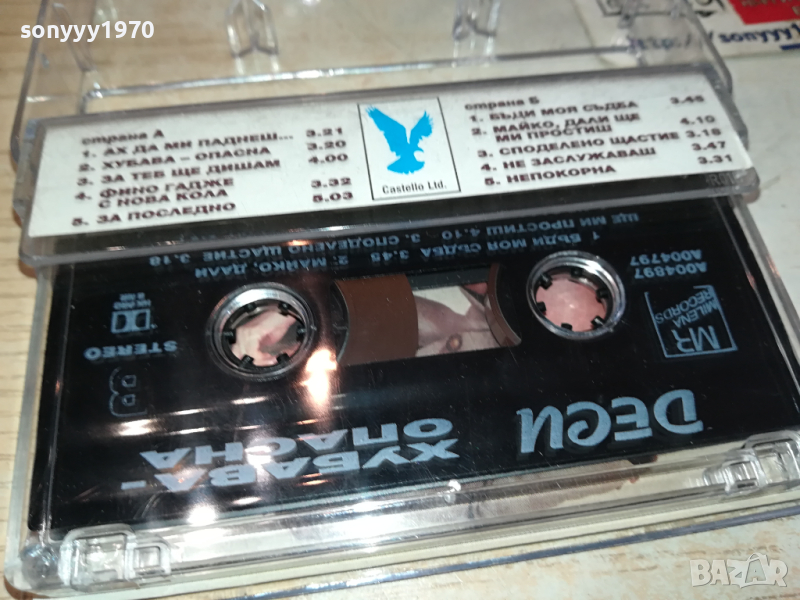 sonyyy1970
страна А
1. АХ ДА МИ ПАДНЕШ... 3.21
2. ХУБАВА – ОПАСНА 3.20
3. ЗА ТЕБ ЩЕ ДИШАМ 4.00
4. ФИНО ГАДЖЕ
С НОВА КОЛА 3.32
5. ЗА ПОСЛЕДНО 5.03
Castello Ltd.
страна Б
1. БЪДИ МОЯ СЪДБА 3.45
2. МАЙКО, ДАЛИ ЩЕ
МИ ПРОСТИШ 4.10
3. СПОДЕЛЕНО ЩАСТИЕ 3.18
4. НЕ ЗАСЛУЖАВАШ 3.47
5. НЕПОКОРНА 3.31
ХУБАВА –
ОПАСНА
ДЕСИ
B
STEREO
MR
MILENA
RECORDS
A004897
A004797
1. БЪДИ МОЯ СЪДБА 3.45 2. МАЙКО, ДАЛИ
ЩЕ МИ ПРОСТИШ 4.10 3. СПОДЕЛЕНО ЩАСТИЕ 3.18
sonyyy
BAZAR